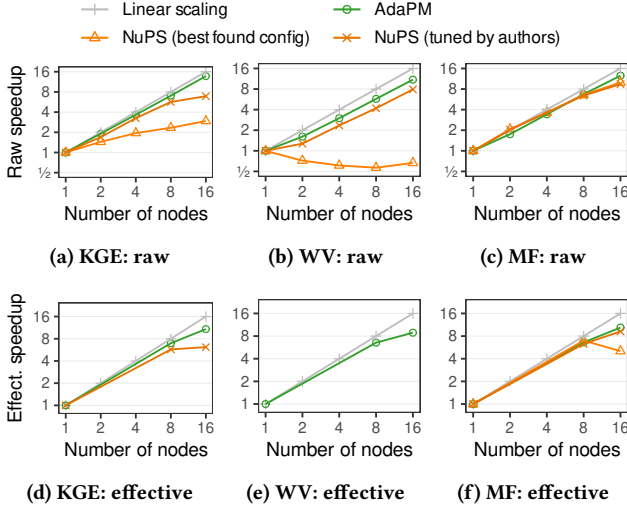 Linear scaling
AdaPM
NuPS (best found config)
NuPS (tuned by authors)
Raw speedup
16
8
4
2
1
½
1 2 4 8 16
Number of nodes
(a) KGE: raw
16
8
4
2
1
½
1 2 4 8 16
Number of nodes
(b) WV: raw
16
8
4
2
1
½
1 2 4 8 16
Number of nodes
(c) MF: raw
Effect. speedup
16
8
4
2
1
1 2 4 8 16
Number of nodes
(d) KGE: effective
16
8
4
2
1
1 2 4 8 16
Number of nodes
(e) WV: effective
16
8
4
2
1
1 2 4 8 16
Number of nodes
(f) MF: effective